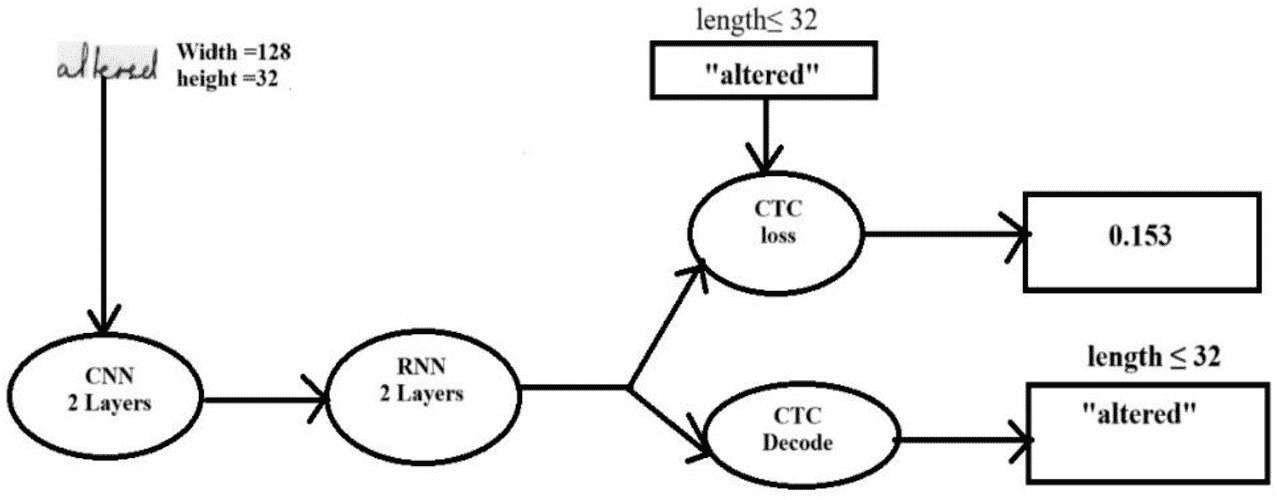 altered
Width =128
height =32
length≤ 32
"altered"
CTC
loss
0.153
CNN
2 Layers
RNN
2 Layers
CTC
Decode
length ≤ 32
"altered"